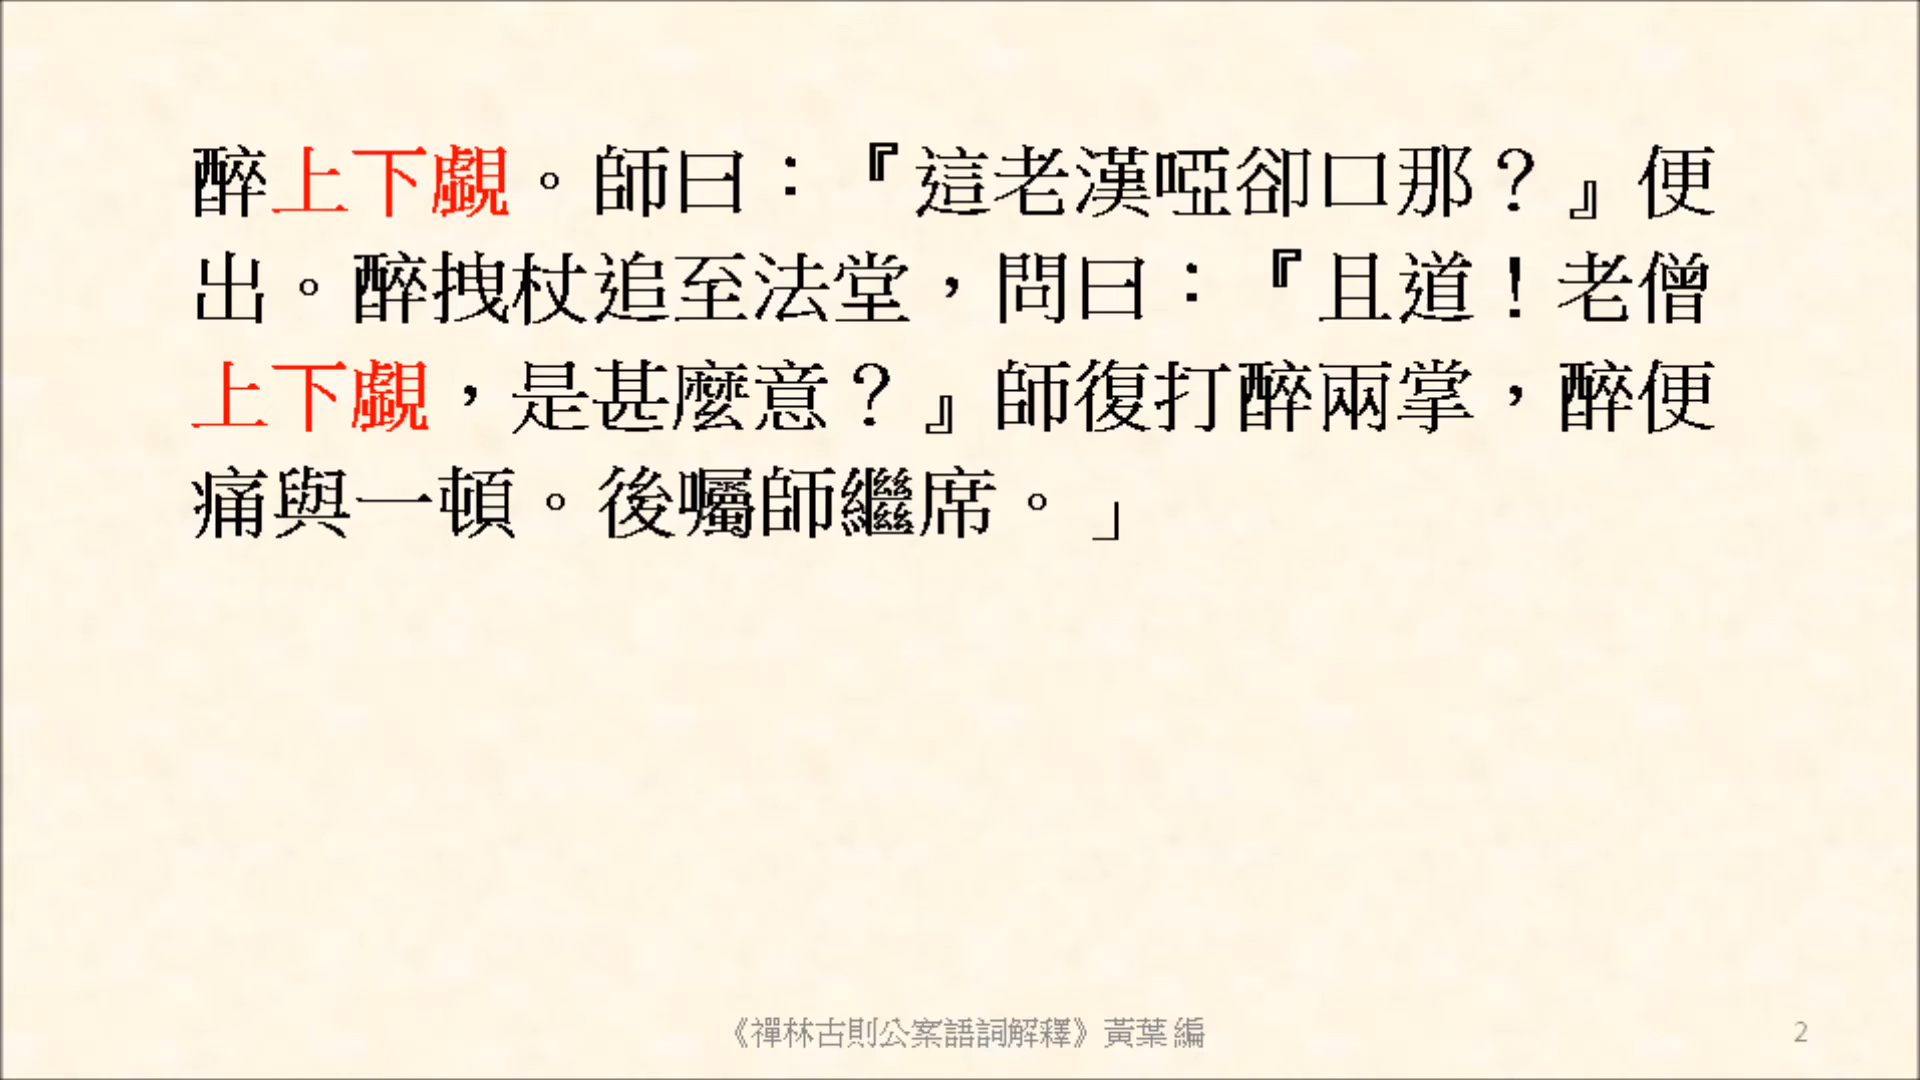 醉上下覷。師曰：『這老漢啞卻口那？』便
出。醉拽杖追至法堂，問曰：『且道！老僧
上下覷，是甚麼意？』師復打醉兩掌，醉便
痛與一頓。後囑師繼席。」
《禪林古則公案語詞解釋》黃葉 編
2